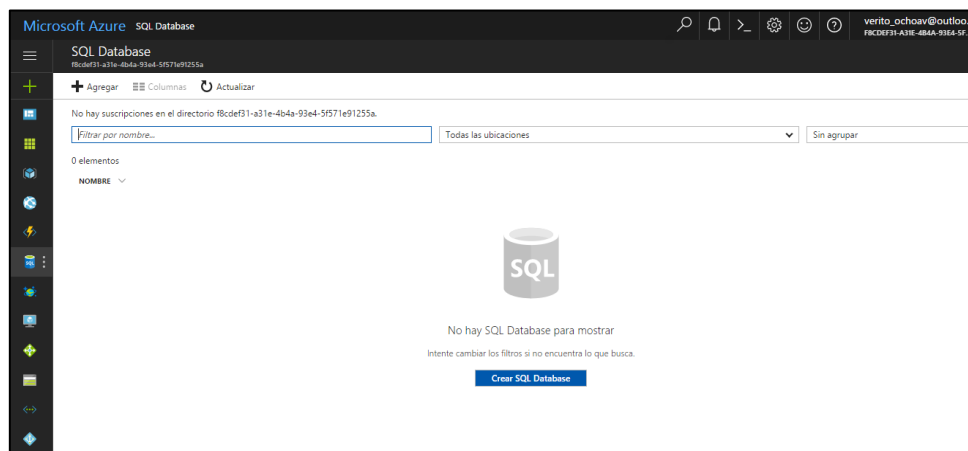 Microsoft Azure SQL Database
verito_ochoav@outloo.
F8CDEF31-A31E-4B4A-93E4-5F.
SQL Database
f8cdef31-a31e-4b4a-93e4-5f571e91255a
Agregar Columnas Actualizar
No hay suscripciones en el directorio f8cdef31-a31e-4b4a-93e4-5f571e91255a.
Filtrar por nombre... Todas las ubicaciones Sin agrupar
0 elementos
NOMBRE
SQL
No hay SQL Database para mostrar
Intente cambiar los filtros si no encuentra lo que busca.
Crear SQL Database